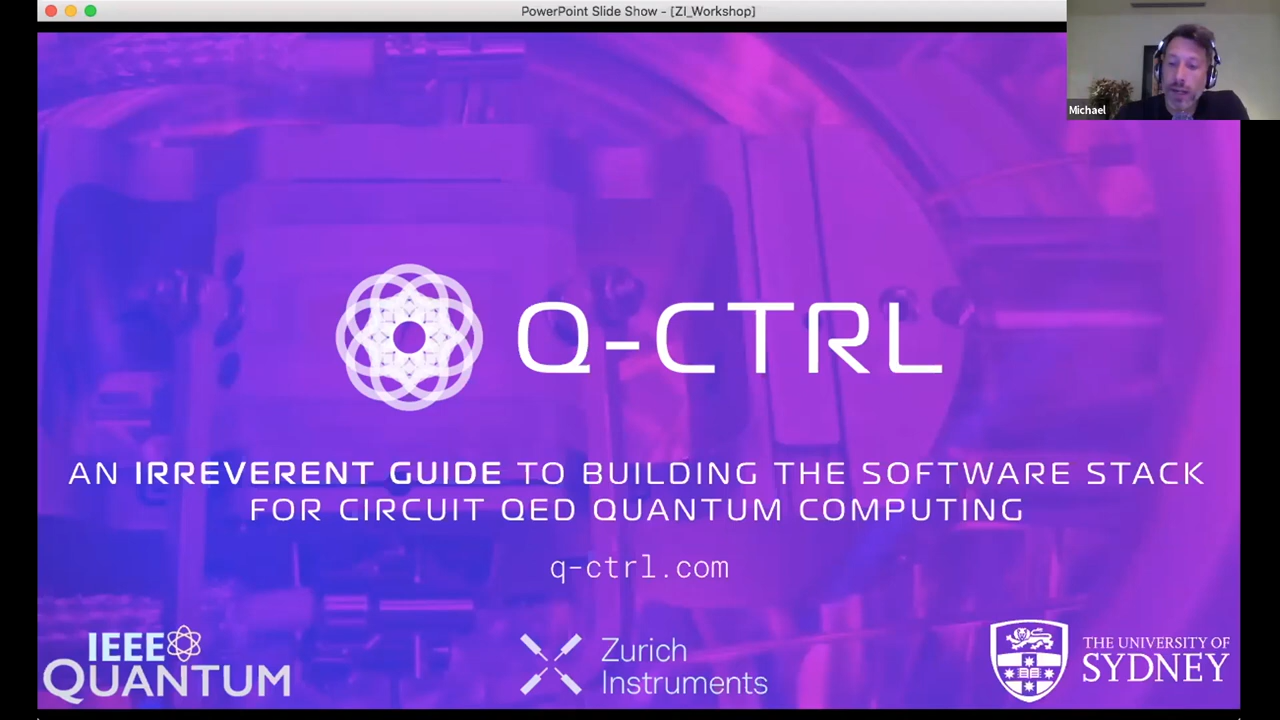 PowerPoint Slide Show - [ZI_Workshop]
Michael
Q-CTRL
AN IRREVERENT GUIDE TO BUILDING THE SOFTWARE STACK
FOR CIRCUIT QED QUANTUM COMPUTING
q-ctrl.com
IEEE
QUANTUM
Zurich
Instruments
THE UNIVERSITY OF
SYDNEY